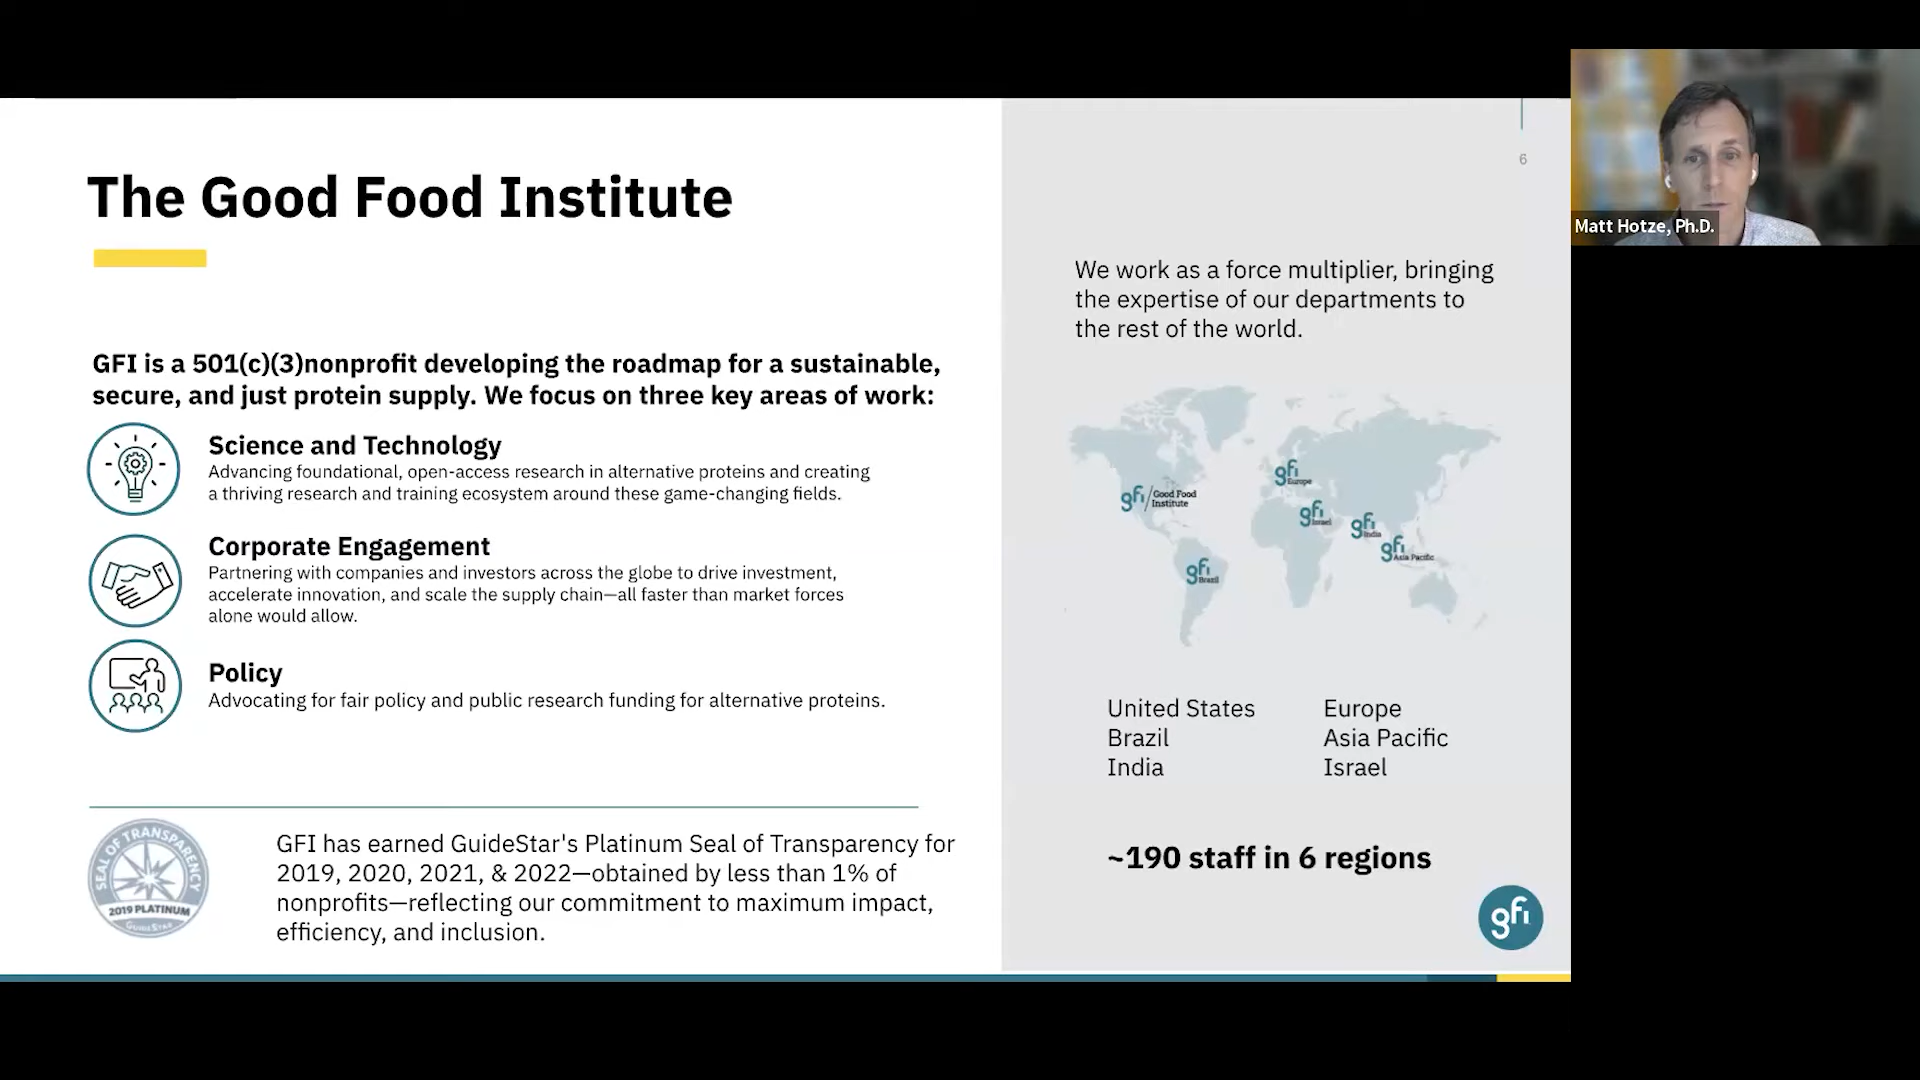 The Good Food Institute
GFI is a 501(c)(3)nonprofit developing the roadmap for a sustainable,
secure, and just protein supply. We focus on three key areas of work:
Science and Technology
Advancing foundational, open-access research in alternative proteins and creating
a thriving research and training ecosystem around these game-changing fields.
Corporate Engagement
Partnering with companies and investors across the globe to drive investment,
accelerate innovation, and scale the supply chain—all faster than market forces
alone would allow.
Policy
Advocating for fair policy and public research funding for alternative proteins.
SEAL OF TRANSPARENCY
2019 PLATINUM
GUIDESTAR
GFI has earned GuideStar's Platinum Seal of Transparency for
2019, 2020, 2021, & 2022—obtained by less than 1% of
nonprofits—reflecting our commitment to maximum impact,
efficiency, and inclusion.
6
We work as a force multiplier, bringing
the expertise of our departments to
the rest of the world.
gfi Europe
gfi / Good Food
Institute
gfi Israel
gfi India
gfi Asia Pacific
gfi Brazil
United States
Brazil
India
Europe
Asia Pacific
Israel
~190 staff in 6 regions
gfi
Matt Hotze, Ph.D.